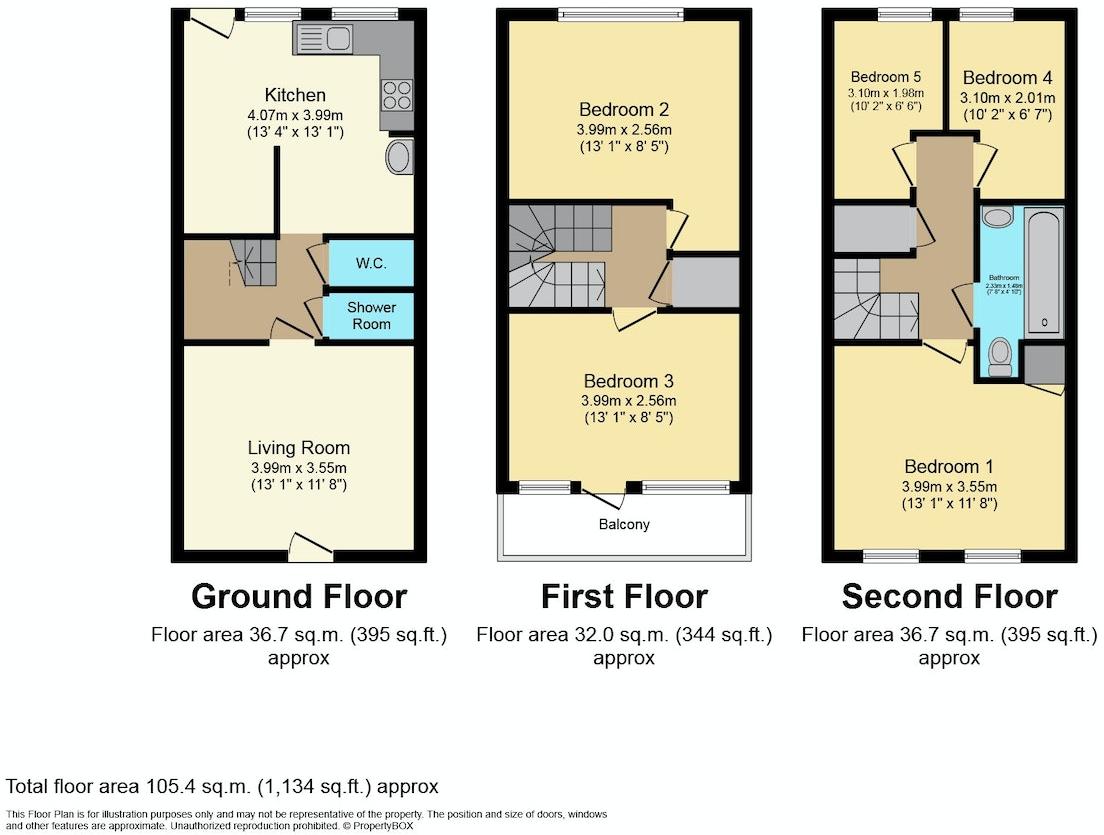 Kitchen
4.07m x 3.99m
(13' 4" x 13' 1")
W.C.
Shower
Room
Living Room
3.99m x 3.55m
(13' 1" x 11' 8")
Ground Floor
Floor area 36.7 sq.m. (395 sq.ft.)
approx
Bedroom 2
3.99m x 2.56m
(13' 1" x 8' 5")
Bedroom 3
3.99m x 2.56m
(13' 1" x 8' 5")
Balcony
First Floor
Floor area 32.0 sq.m. (344 sq.ft.)
approx
Bedroom 5
3.10m x 1.98m
(10' 2" x 6' 6")
Bedroom 4
3.10m x 2.01m
(10' 2" x 6' 7")
Bathroom
2.33m x 1.48m
(7' 8" x 4' 10")
Bedroom 1
3.99m x 3.55m
(13' 1" x 11' 8")
Second Floor
Floor area 36.7 sq.m. (395 sq.ft.)
approx
Total floor area 105.4 sq.m. (1,134 sq.ft.) approx
This Floor Plan is for illustration purposes only and may not be representative of the property. The position and size of doors, windows
and other features are approximate. Unauthorized reproduction prohibited. © PropertyBOX